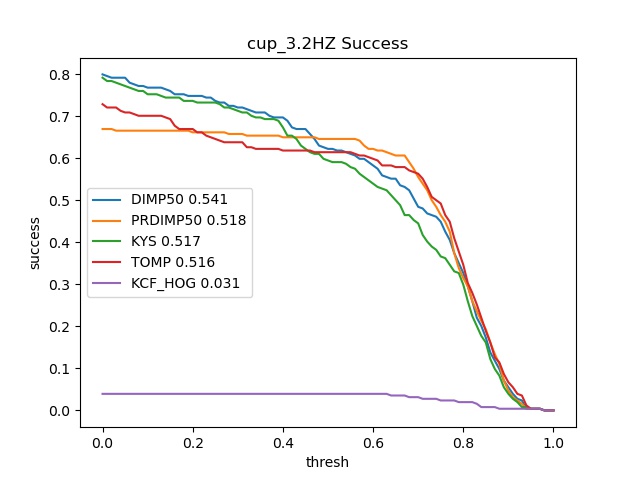 cup_3.2HZ Success
success
0.8
0.7
0.6
0.5
0.4
0.3
0.2
0.1
0.0
DIMP50 0.541
PRDIMP50 0.518
KYS 0.517
TOMP 0.516
KCF_HOG 0.031
0.0 0.2 0.4 0.6 0.8 1.0
thresh